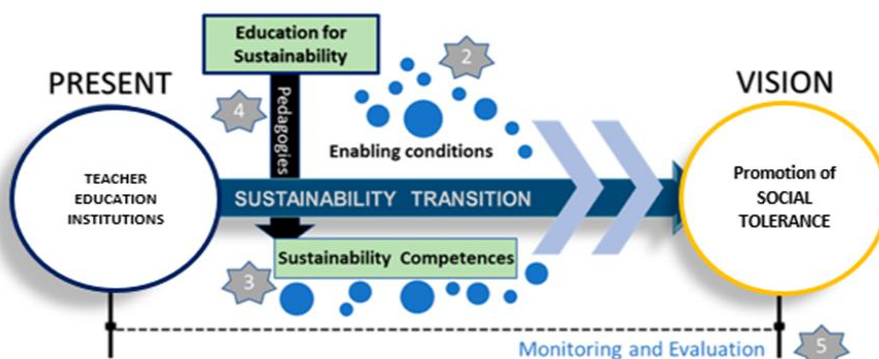 Education for
Sustainability
2
PRESENT
VISION
4
Pedagogies
Enabling conditions
TEACHER
EDUCATION
INSTITUTIONS
SUSTAINABILITY TRANSITION
Promotion of
SOCIAL
TOLERANCE
Sustainability Competences
3
Monitoring and Evaluation
5